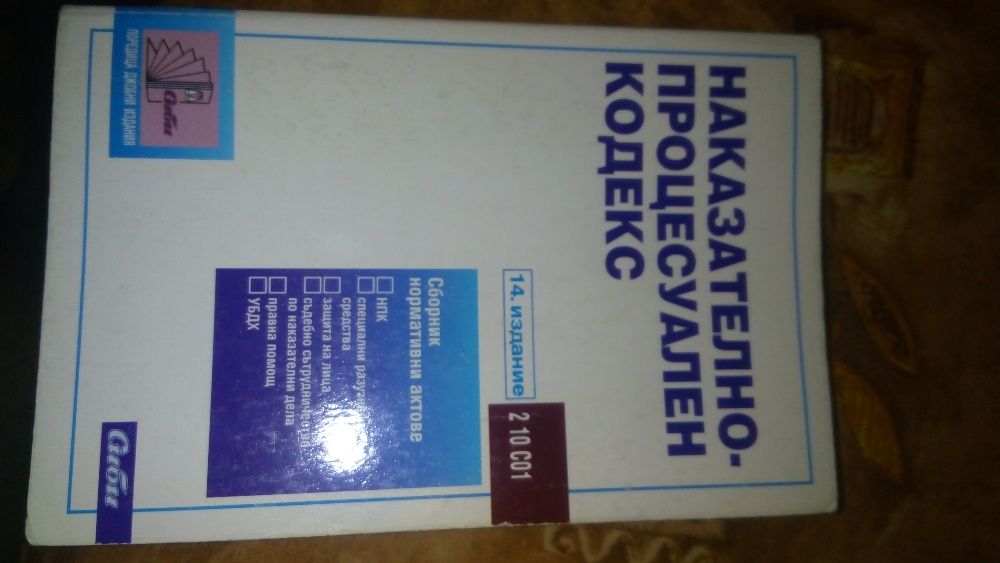 НАКАЗАТЕЛНО-
ПРОЦЕСУАЛЕН
КОДЕКС
14. издание
2 10 С01
Сборник
нормативни актове
НПК
специални
средства
защита на лица
съдебно сътрудничество
по наказателни дела
правна помощ
УБДХ
Сиби
ПОРЕДИЦА ДЖОБНИ ИЗДАНИЯ
Сиби